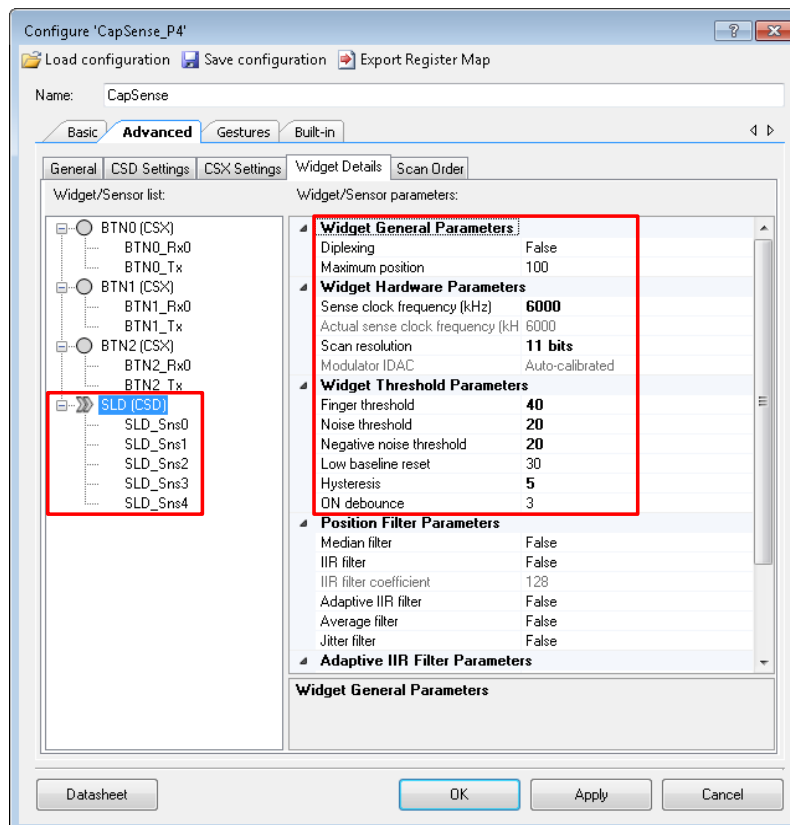 Configure 'CapSense_P4'
Load configuration Save configuration Export Register Map
Name: CapSense
Basic Advanced Gestures Built-in
General CSD Settings CSX Settings Widget Details Scan Order
Widget/Sensor list: Widget/Sensor parameters:
BTN0 (CSX)
BTN0_Rx0
BTN0_Tx
BTN1 (CSX)
BTN1_Rx0
BTN1_Tx
BTN2 (CSX)
BTN2_Rx0
BTN2_Tx
SLD (CSD)
SLD_Sns0
SLD_Sns1
SLD_Sns2
SLD_Sns3
SLD_Sns4
Widget General Parameters
Diplexing False
Maximum position 100
Widget Hardware Parameters
Sense clock frequency (kHz) 6000
Actual sense clock frequency (kH 6000
Scan resolution 11 bits
Modulator IDAC Auto-calibrated
Widget Threshold Parameters
Finger threshold 40
Noise threshold 20
Negative noise threshold 20
Low baseline reset 30
Hysteresis 5
ON debounce 3
Position Filter Parameters
Median filter False
IIR filter False
IIR filter coefficient 128
Adaptive IIR filter False
Average filter False
Jitter filter False
Adaptive IIR Filter Parameters
Widget General Parameters
Datasheet OK Apply Cancel